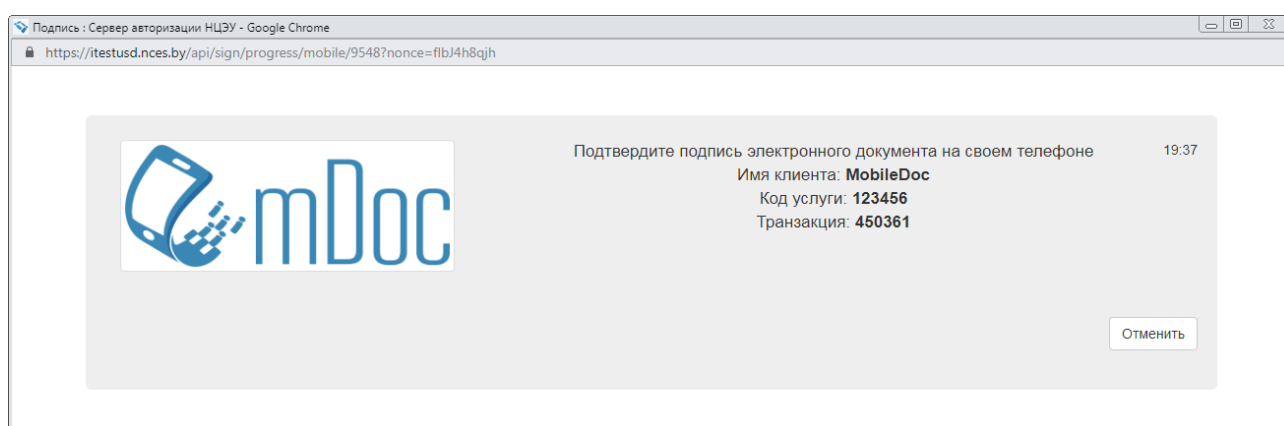 Подпись : Сервер авторизации НЦЭУ - Google Chrome
https://itestusd.nces.by/api/sign/progress/mobile/9548?nonce=flbJ4h8qjh
mDoc
Подтвердите подпись электронного документа на своем телефоне
19:37
Имя клиента: MobileDoc
Код услуги: 123456
Транзакция: 450361
Отменить